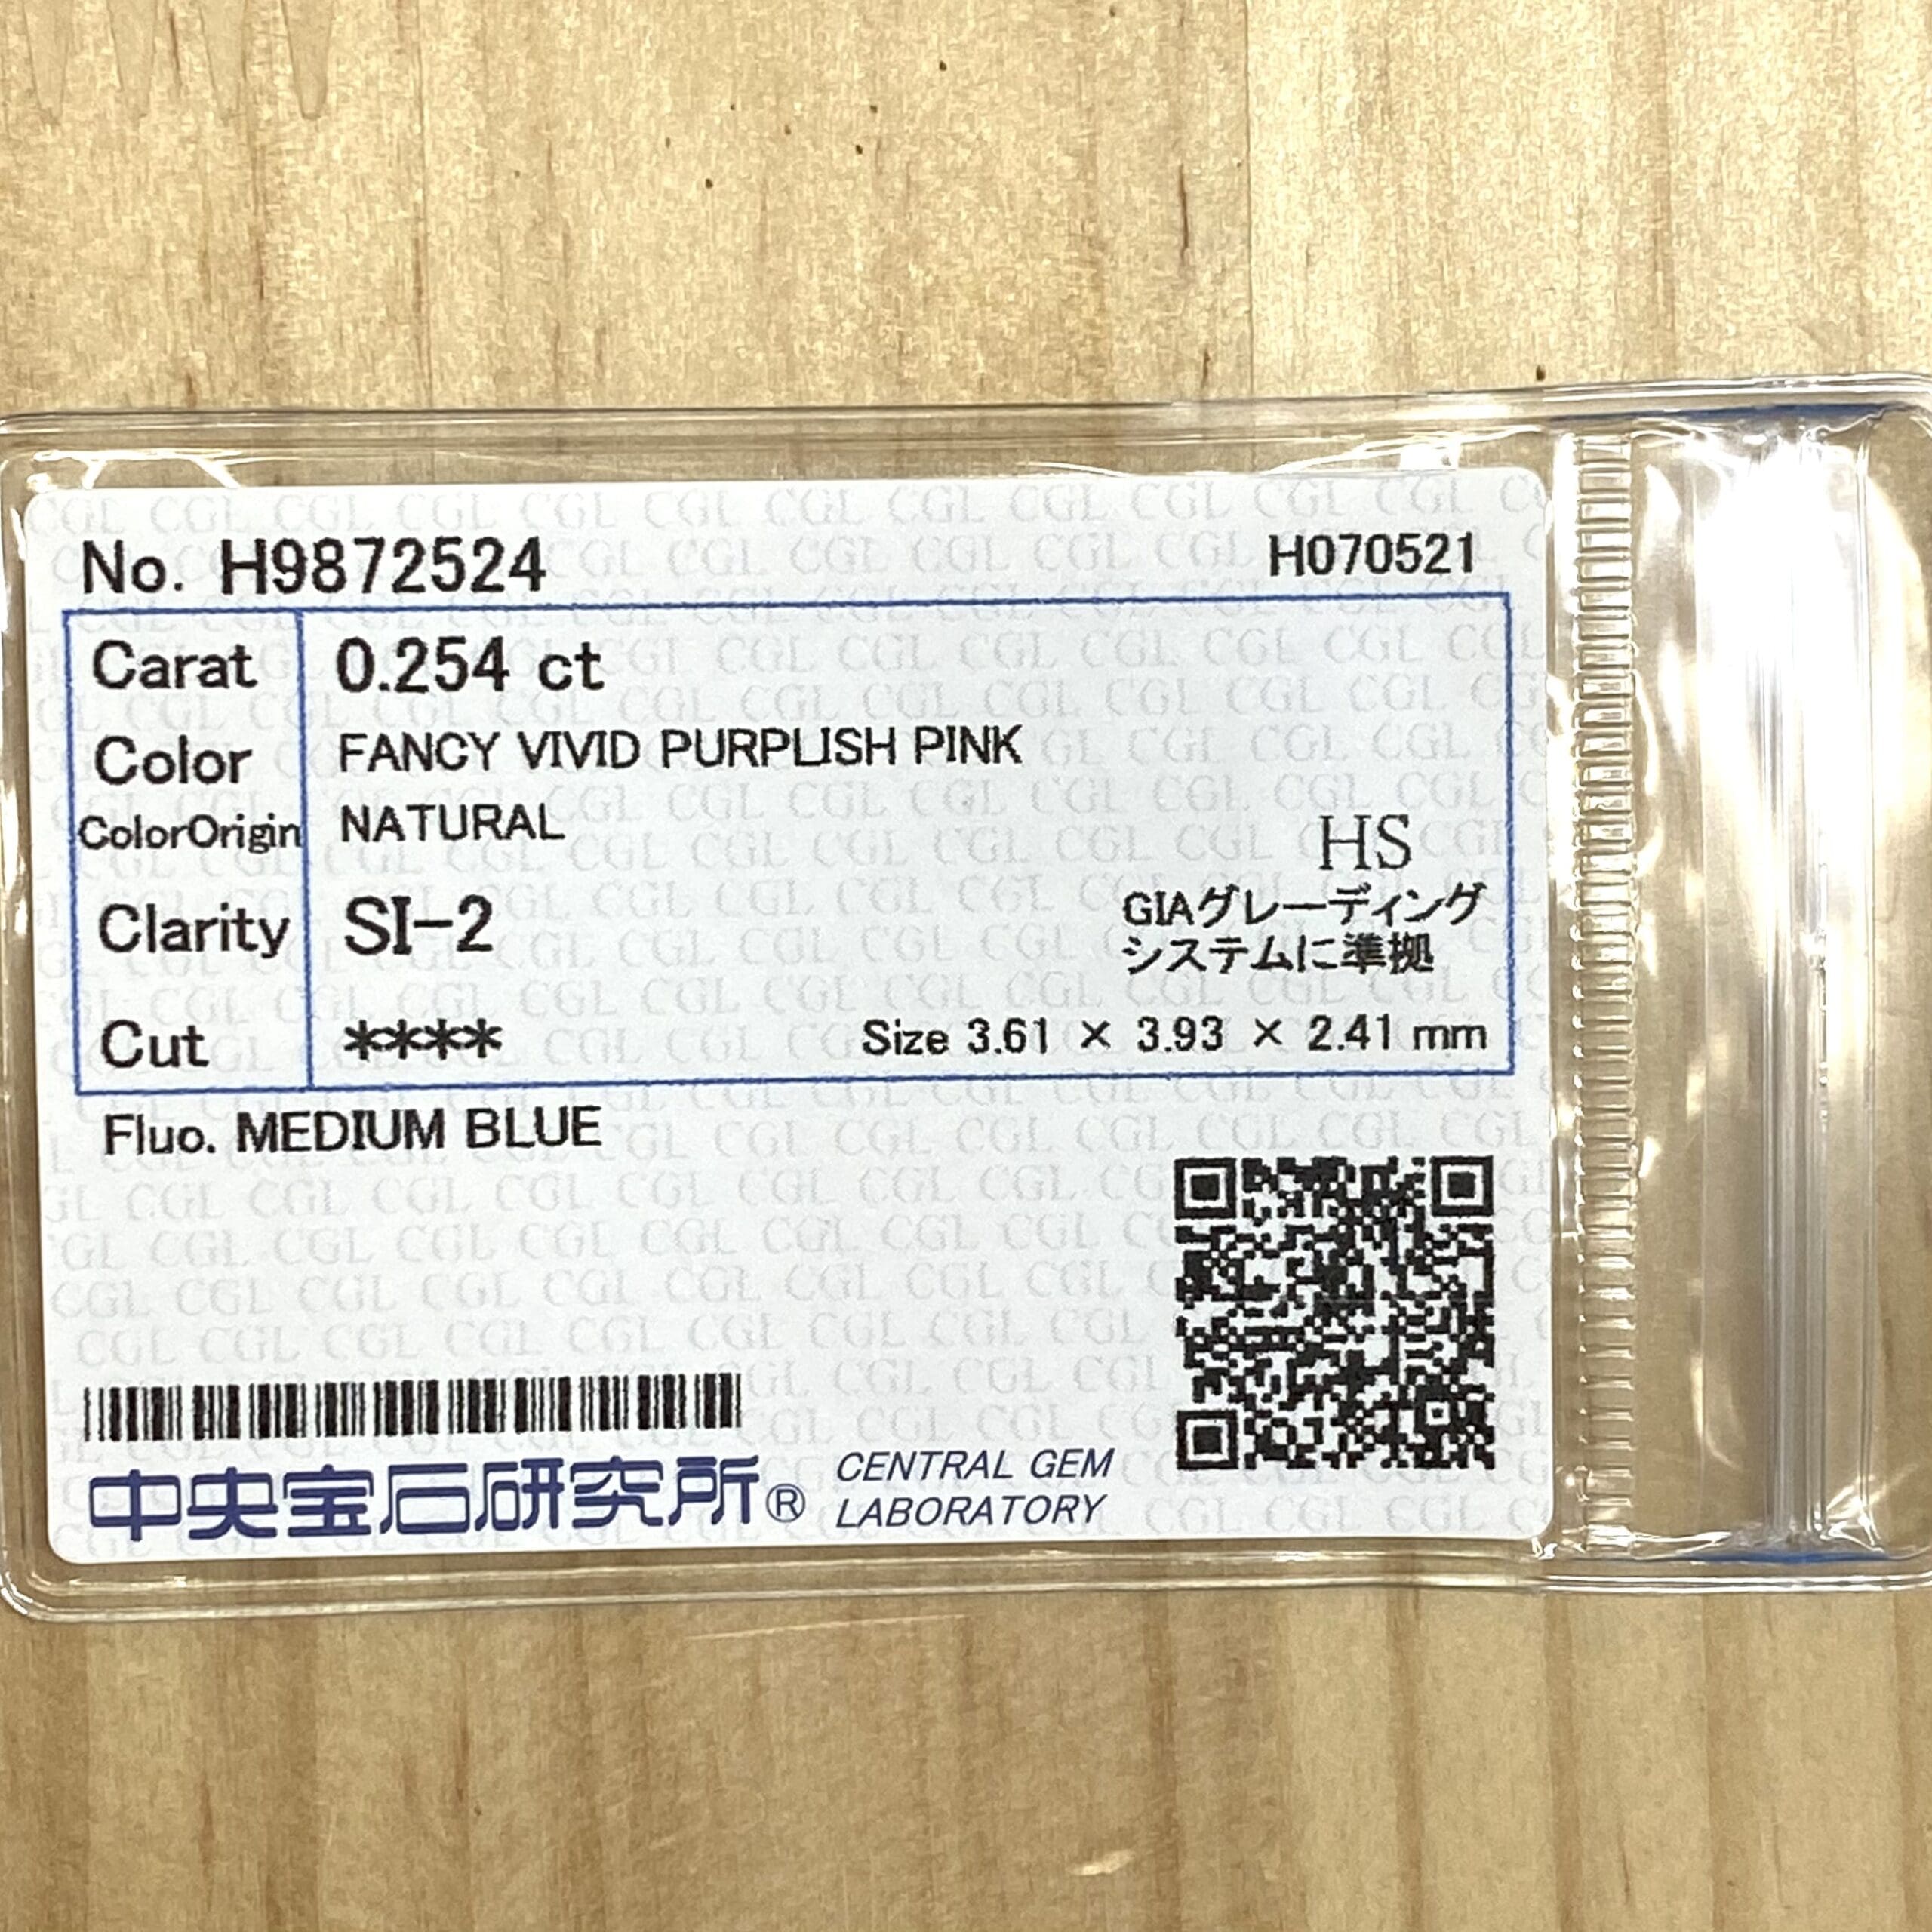 No. H9872524 H070521
Carat 0.254 ct
Color FANCY VIVID PURPLISH PINK
ColorOrigin NATURAL
HS
Clarity SI-2
GIAグレーディング
システムに準拠
Cut **** Size 3.61 × 3.93 × 2.41 mm
Fluo. MEDIUM BLUE
中央宝石研究所® CENTRAL GEM
LABORATORY